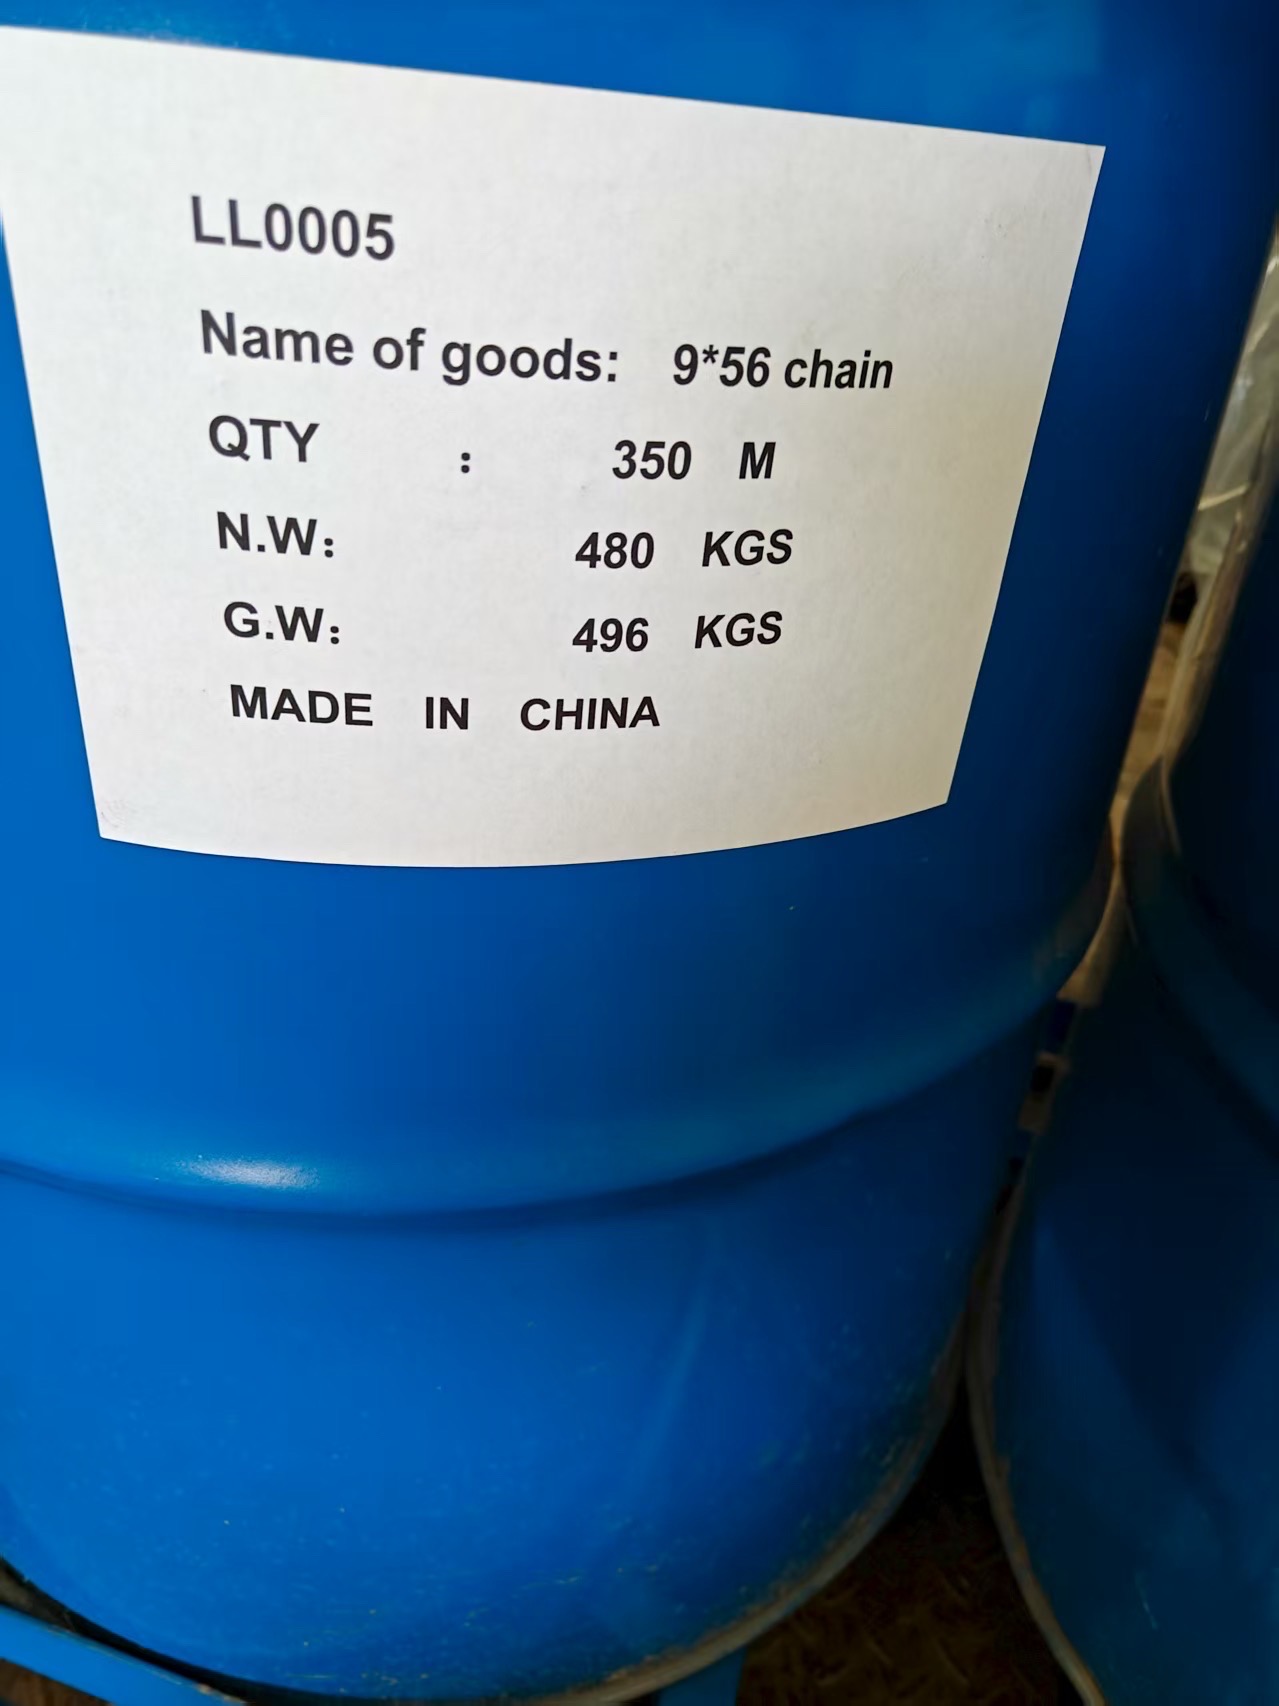 LL0005
Name of goods: 9*56 chain
QTY : 350 M
N.W: 480 KGS
G.W: 496 KGS
MADE IN CHINA